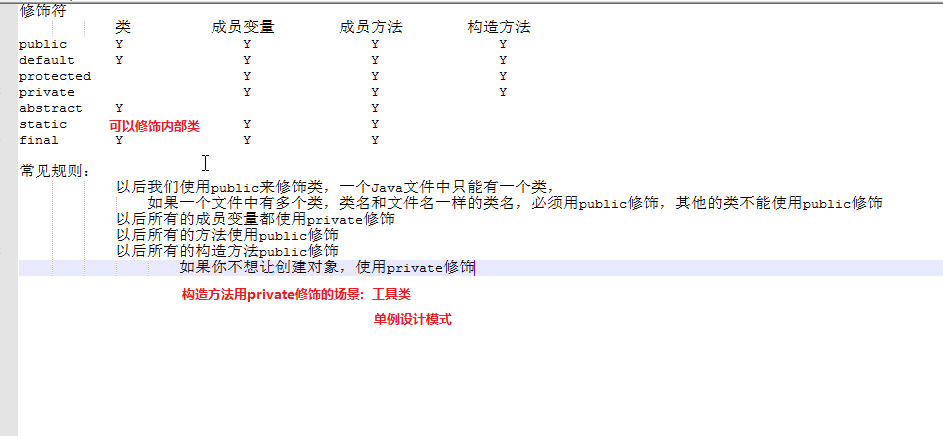 修饰符
类 成员变量 成员方法 构造方法
public Y Y Y Y
default Y Y Y Y
protected Y Y Y
private Y Y Y
abstract Y Y
static 可以修饰内部类 Y Y
final Y Y Y
常见规则:
以后我们使用public来修饰类，一个Java文件中只能有一个类，
如果一个文件中有多个类，类名和文件名一样的类名，必须用public修饰，其他的类不能使用public修饰
以后所有的成员变量都使用private修饰
以后所有的方法使用public修饰
以后所有的构造方法public修饰
如果你不想让创建对象，使用private修饰
构造方法用private修饰的场景: 工具类
单例设计模式